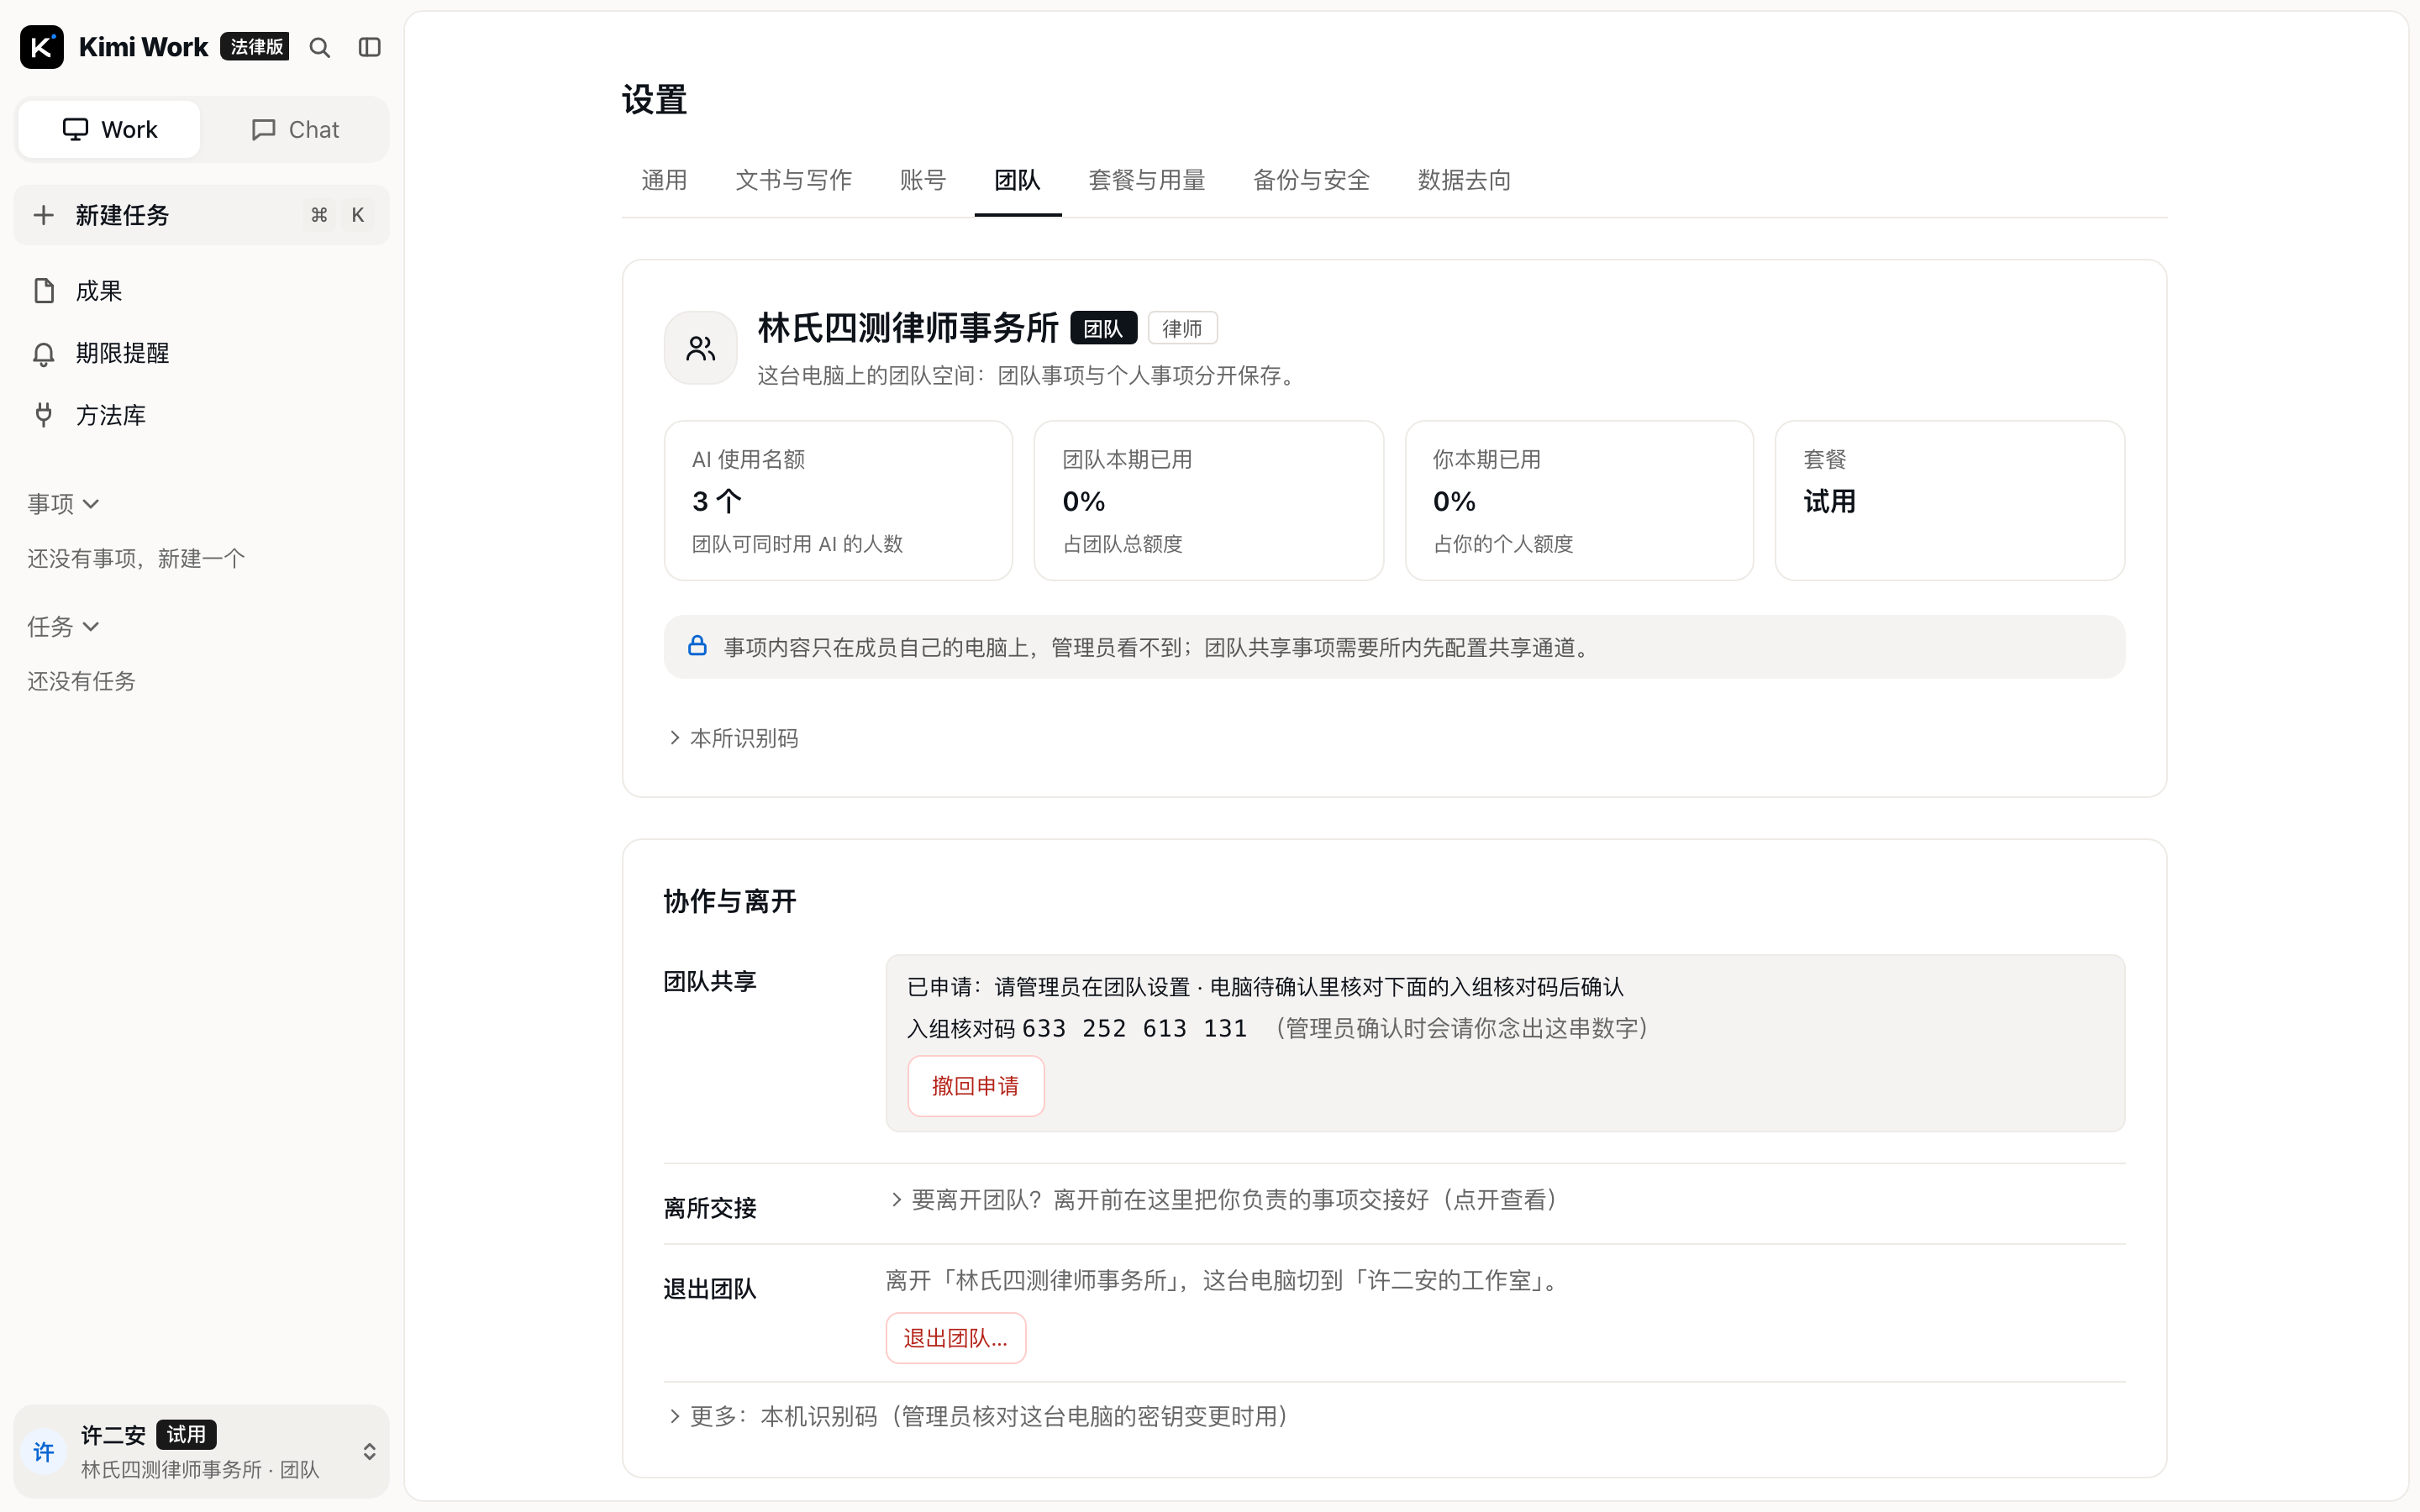 Kimi Work 法律版
Work
Chat
新建任务 ⌘ K
成果
期限提醒
方法库
事项
还没有事项，新建一个
任务
还没有任务
许 许二安 试用
林氏四测律师事务所 · 团队
设置
通用 文书与写作 账号 团队 套餐与用量 备份与安全 数据去向
林氏四测律师事务所 团队 律师
这台电脑上的团队空间：团队事项与个人事项分开保存。
AI 使用名额
3 个
团队可同时用 AI 的人数
团队本期已用
0%
占团队总额度
你本期已用
0%
占你的个人额度
套餐
试用
事项内容只在成员自己的电脑上，管理员看不到；团队共享事项需要所内先配置共享通道。
本所识别码
协作与离开
团队共享
已申请：请管理员在团队设置 · 电脑待确认里核对下面的入组核对码后确认
入组核对码 633 252 613 131 （管理员确认时会请你念出这串数字）
撤回申请
离所交接
要离开团队？离开前在这里把你负责的事项交接好（点开查看）
退出团队
离开「林氏四测律师事务所」，这台电脑切到「许二安的工作室」。
退出团队...
更多：本机识别码（管理员核对这台电脑的密钥变更时用）